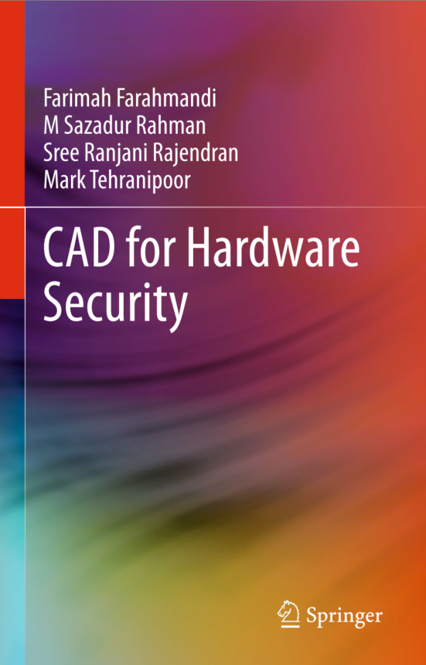 Farimah Farahmandi
M Sazadur Rahman
Sree Ranjani Rajendran
Mark Tehranipoor
CAD for Hardware
Security
Springer